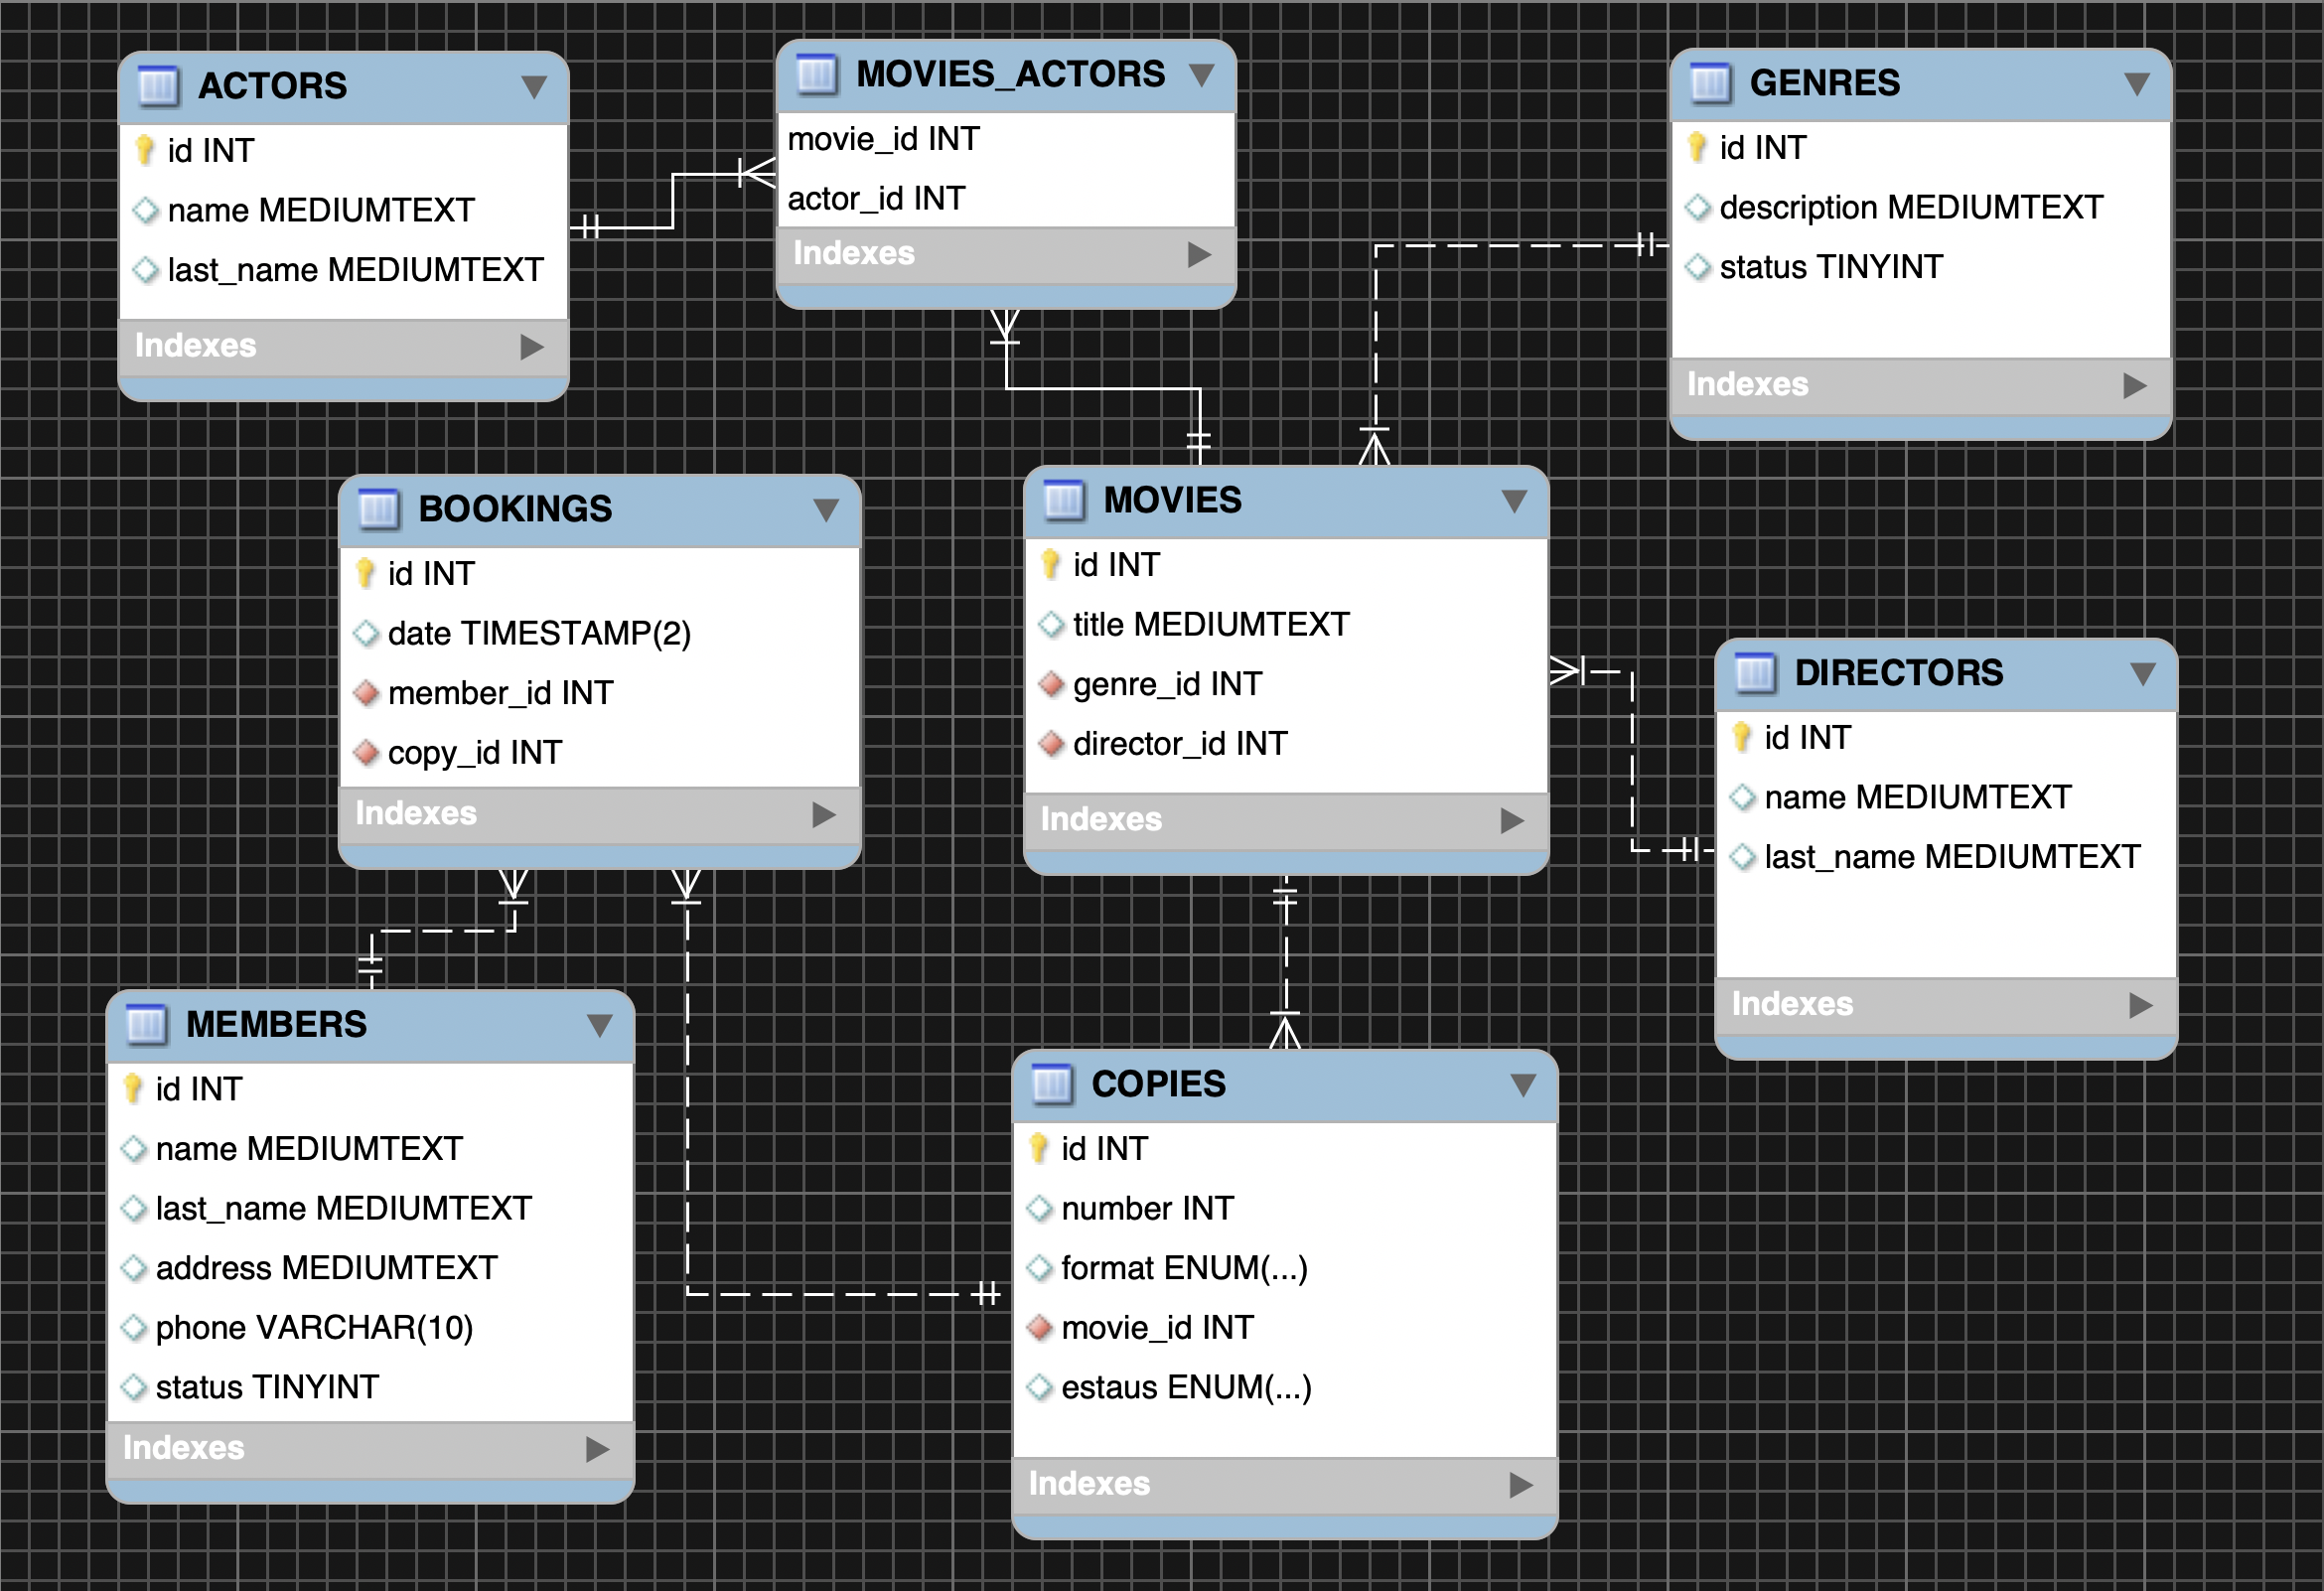 ACTORS
id INT
name MEDIUMTEXT
last_name MEDIUMTEXT
Indexes
MOVIES_ACTORS
movie_id INT
actor_id INT
Indexes
GENRES
id INT
description MEDIUMTEXT
status TINYINT
Indexes
BOOKINGS
id INT
date TIMESTAMP(2)
member_id INT
copy_id INT
Indexes
MOVIES
id INT
title MEDIUMTEXT
genre_id INT
director_id INT
Indexes
DIRECTORS
id INT
name MEDIUMTEXT
last_name MEDIUMTEXT
Indexes
MEMBERS
id INT
name MEDIUMTEXT
last_name MEDIUMTEXT
address MEDIUMTEXT
phone VARCHAR(10)
status TINYINT
Indexes
COPIES
id INT
number INT
format ENUM(...)
movie_id INT
estaus ENUM(...)
Indexes